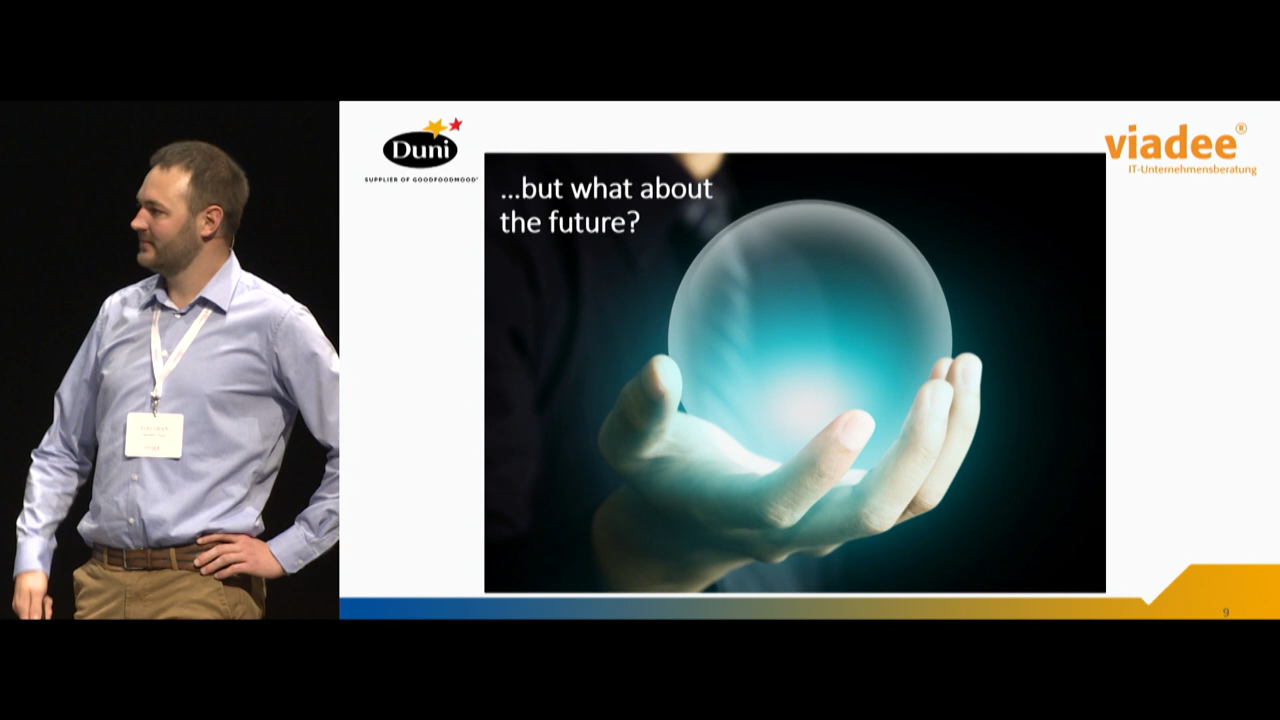 Duni
SUPPLIER OF GOODFOODMOOD®
viadee®
IT-Unternehmensberatung
...but what about
the future?
9